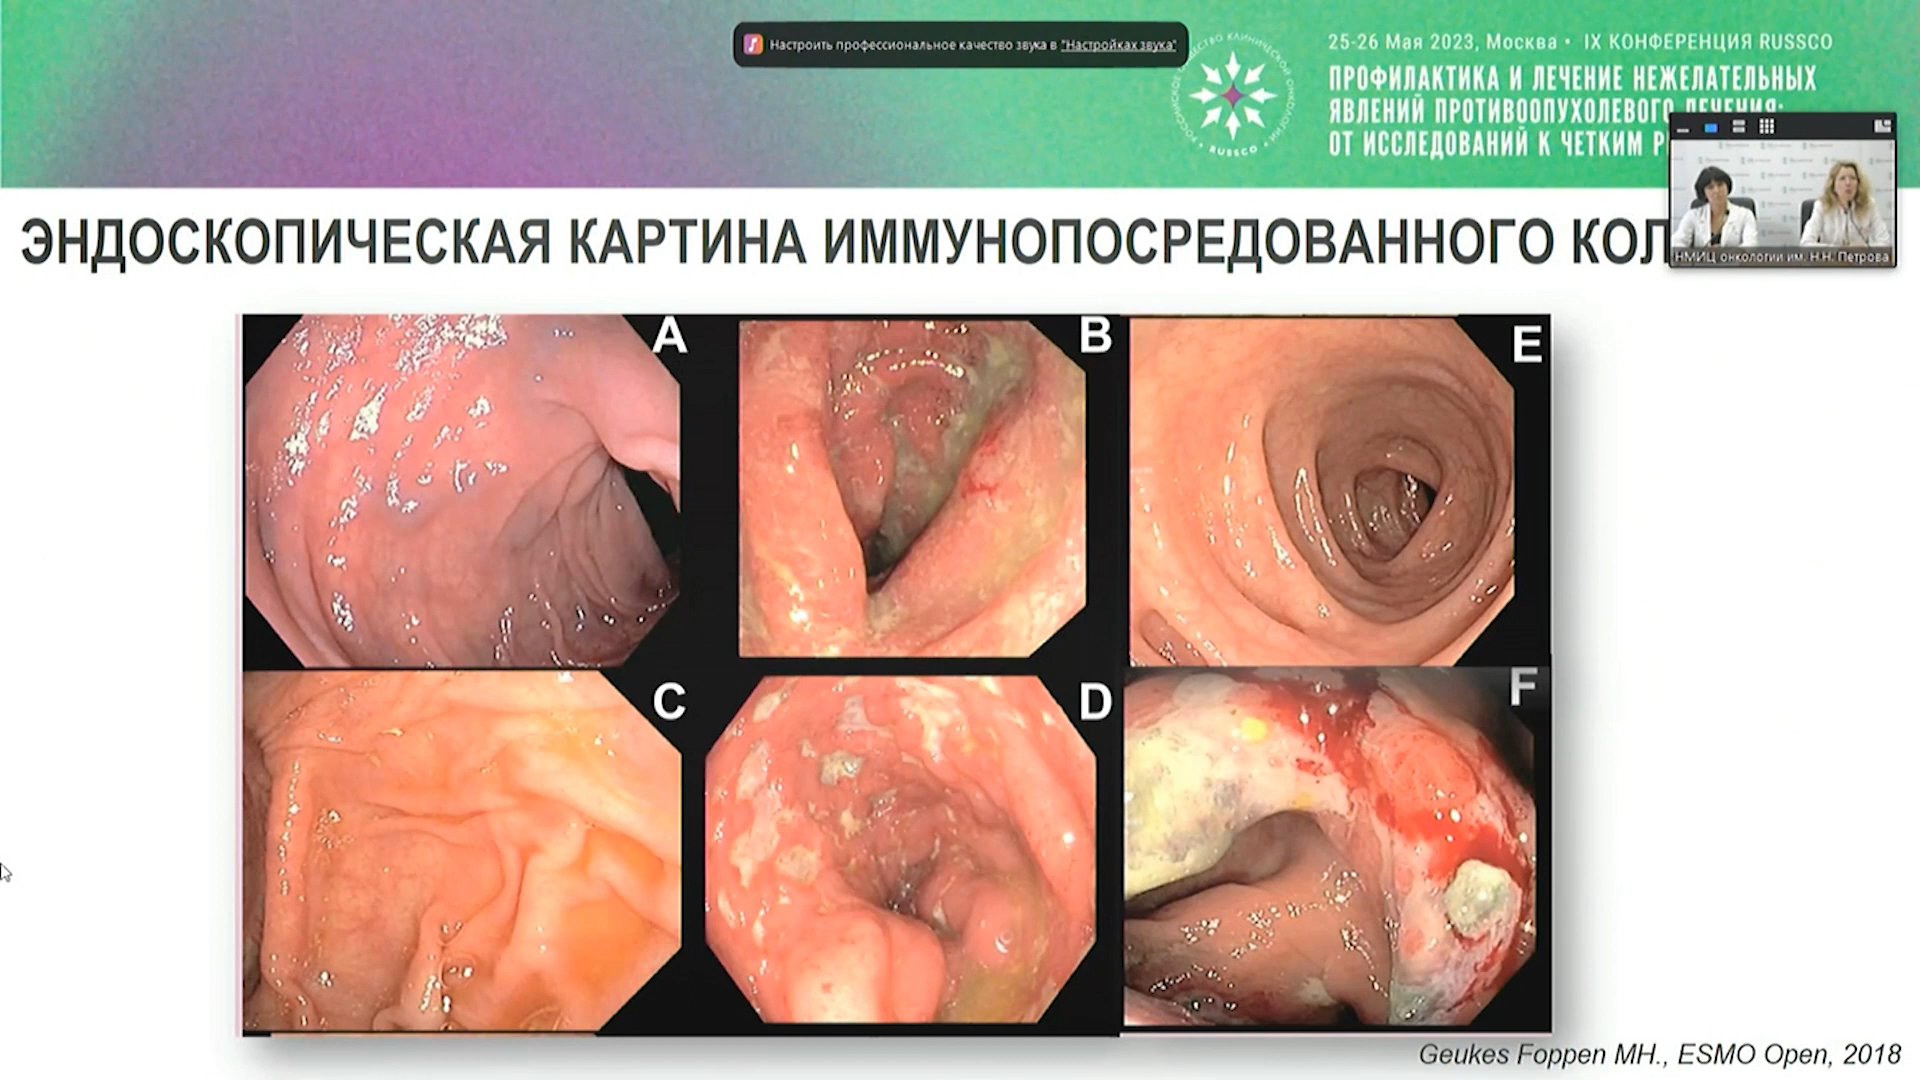 Настроить профессиональное качество звука в "Настройках звука"
25-26 Мая 2023, Москва • IX КОНФЕРЕНЦИЯ RUSSCO
ПРОФИЛАКТИКА И ЛЕЧЕНИЕ НЕЖЕЛАТЕЛЬНЫХ
ЯВЛЕНИЙ ПРОТИВООПУХОЛЕВОГО ЛЕЧЕНИЯ:
ОТ ИССЛЕДОВАНИЙ К ЧЕТКИМ
RUSSCO
НМИЦ онкологии им. Н.Н. Петрова
ЭНДОСКОПИЧЕСКАЯ КАРТИНА ИММУНОПОСРЕДОВАННОГО КОЛ
A
B
E
C
D
F
Geukes Foppen MH., ESMO Open, 2018